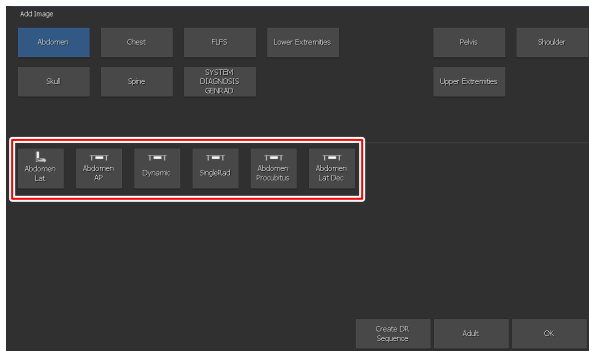 Add Image
Abdomen Chest FLFS Lower Extremities Pelvis Shoulder
Skull Spine SYSTEM
DIAGNOSIS
GENRAD Upper Extremities
Abdomen
Lat
Abdomen
AP
Dynamic
SingleRad
Abdomen
Procubitus
Abdomen
Lat Dec
Create DR
Sequence
Adult
OK